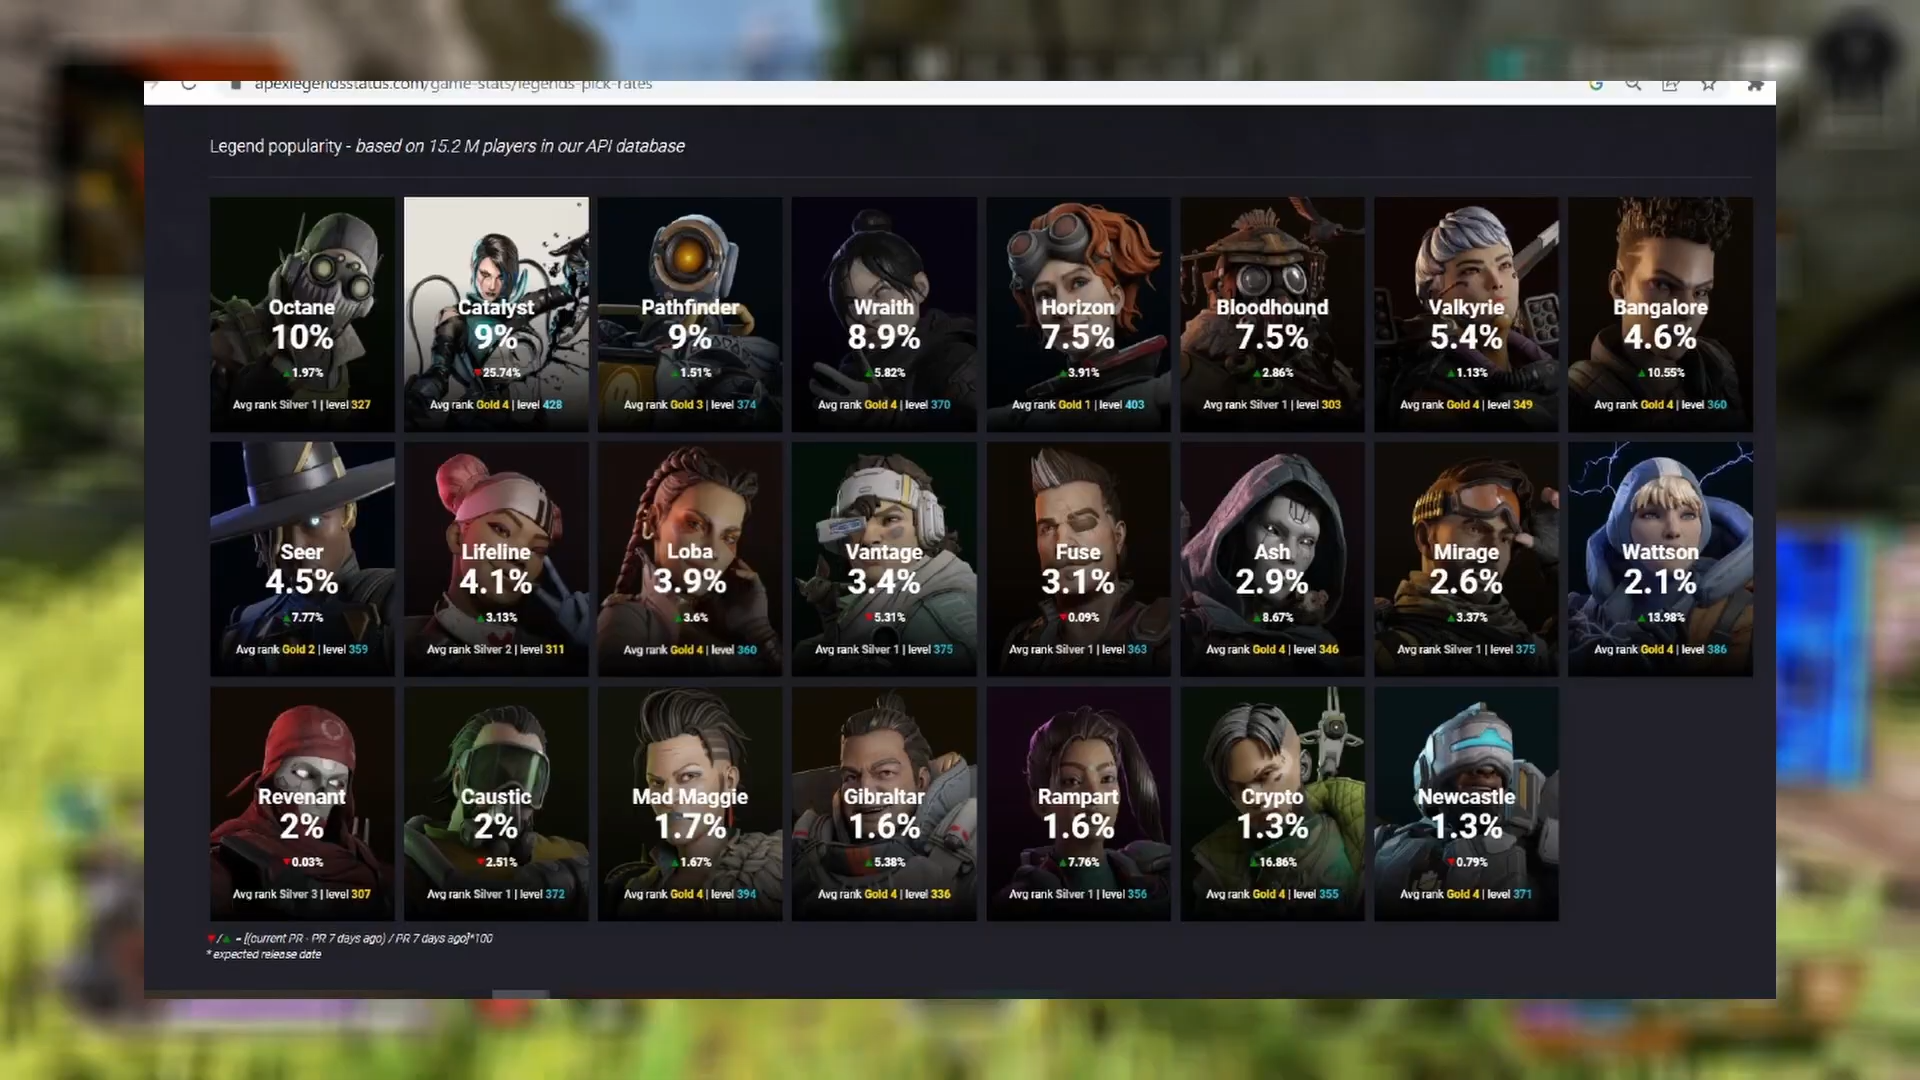 apexlegendsstatus.com/game-stats/legends-pick-rates
Legend popularity - based on 15.2 M players in our API database
Octane
10%
1.97%
Avg rank Silver 1 | level 327
Catalyst
9%
25.74%
Avg rank Gold 4 | level 428
Pathfinder
9%
1.51%
Avg rank Gold 3 | level 374
Wraith
8.9%
5.82%
Avg rank Gold 4 | level 370
Horizon
7.5%
3.91%
Avg rank Gold 1 | level 403
Bloodhound
7.5%
2.86%
Avg rank Silver 1 | level 303
Valkyrie
5.4%
1.13%
Avg rank Gold 4 | level 349
Bangalore
4.6%
10.55%
Avg rank Gold 4 | level 360
Seer
4.5%
7.77%
Avg rank Gold 2 | level 359
Lifeline
4.1%
3.13%
Avg rank Silver 2 | level 311
Loba
3.9%
3.6%
Avg rank Gold 4 | level 360
Vantage
3.4%
5.31%
Avg rank Silver 1 | level 375
Fuse
3.1%
0.09%
Avg rank Silver 1 | level 363
Ash
2.9%
8.67%
Avg rank Gold 4 | level 346
Mirage
2.6%
3.37%
Avg rank Silver 1 | level 375
Wattson
2.1%
13.98%
Avg rank Gold 4 | level 386
Revenant
2%
0.03%
Avg rank Silver 3 | level 307
Caustic
2%
2.51%
Avg rank Silver 1 | level 372
Mad Maggie
1.7%
1.67%
Avg rank Gold 4 | level 394
Gibraltar
1.6%
5.38%
Avg rank Gold 4 | level 336
Rampart
1.6%
7.76%
Avg rank Silver 1 | level 356
Crypto
1.3%
16.86%
Avg rank Gold 4 | level 355
Newcastle
1.3%
0.79%
Avg rank Gold 4 | level 371
▼/▲ = [(current PR - PR 7 days ago) / PR 7 days ago]*100
* expected release date